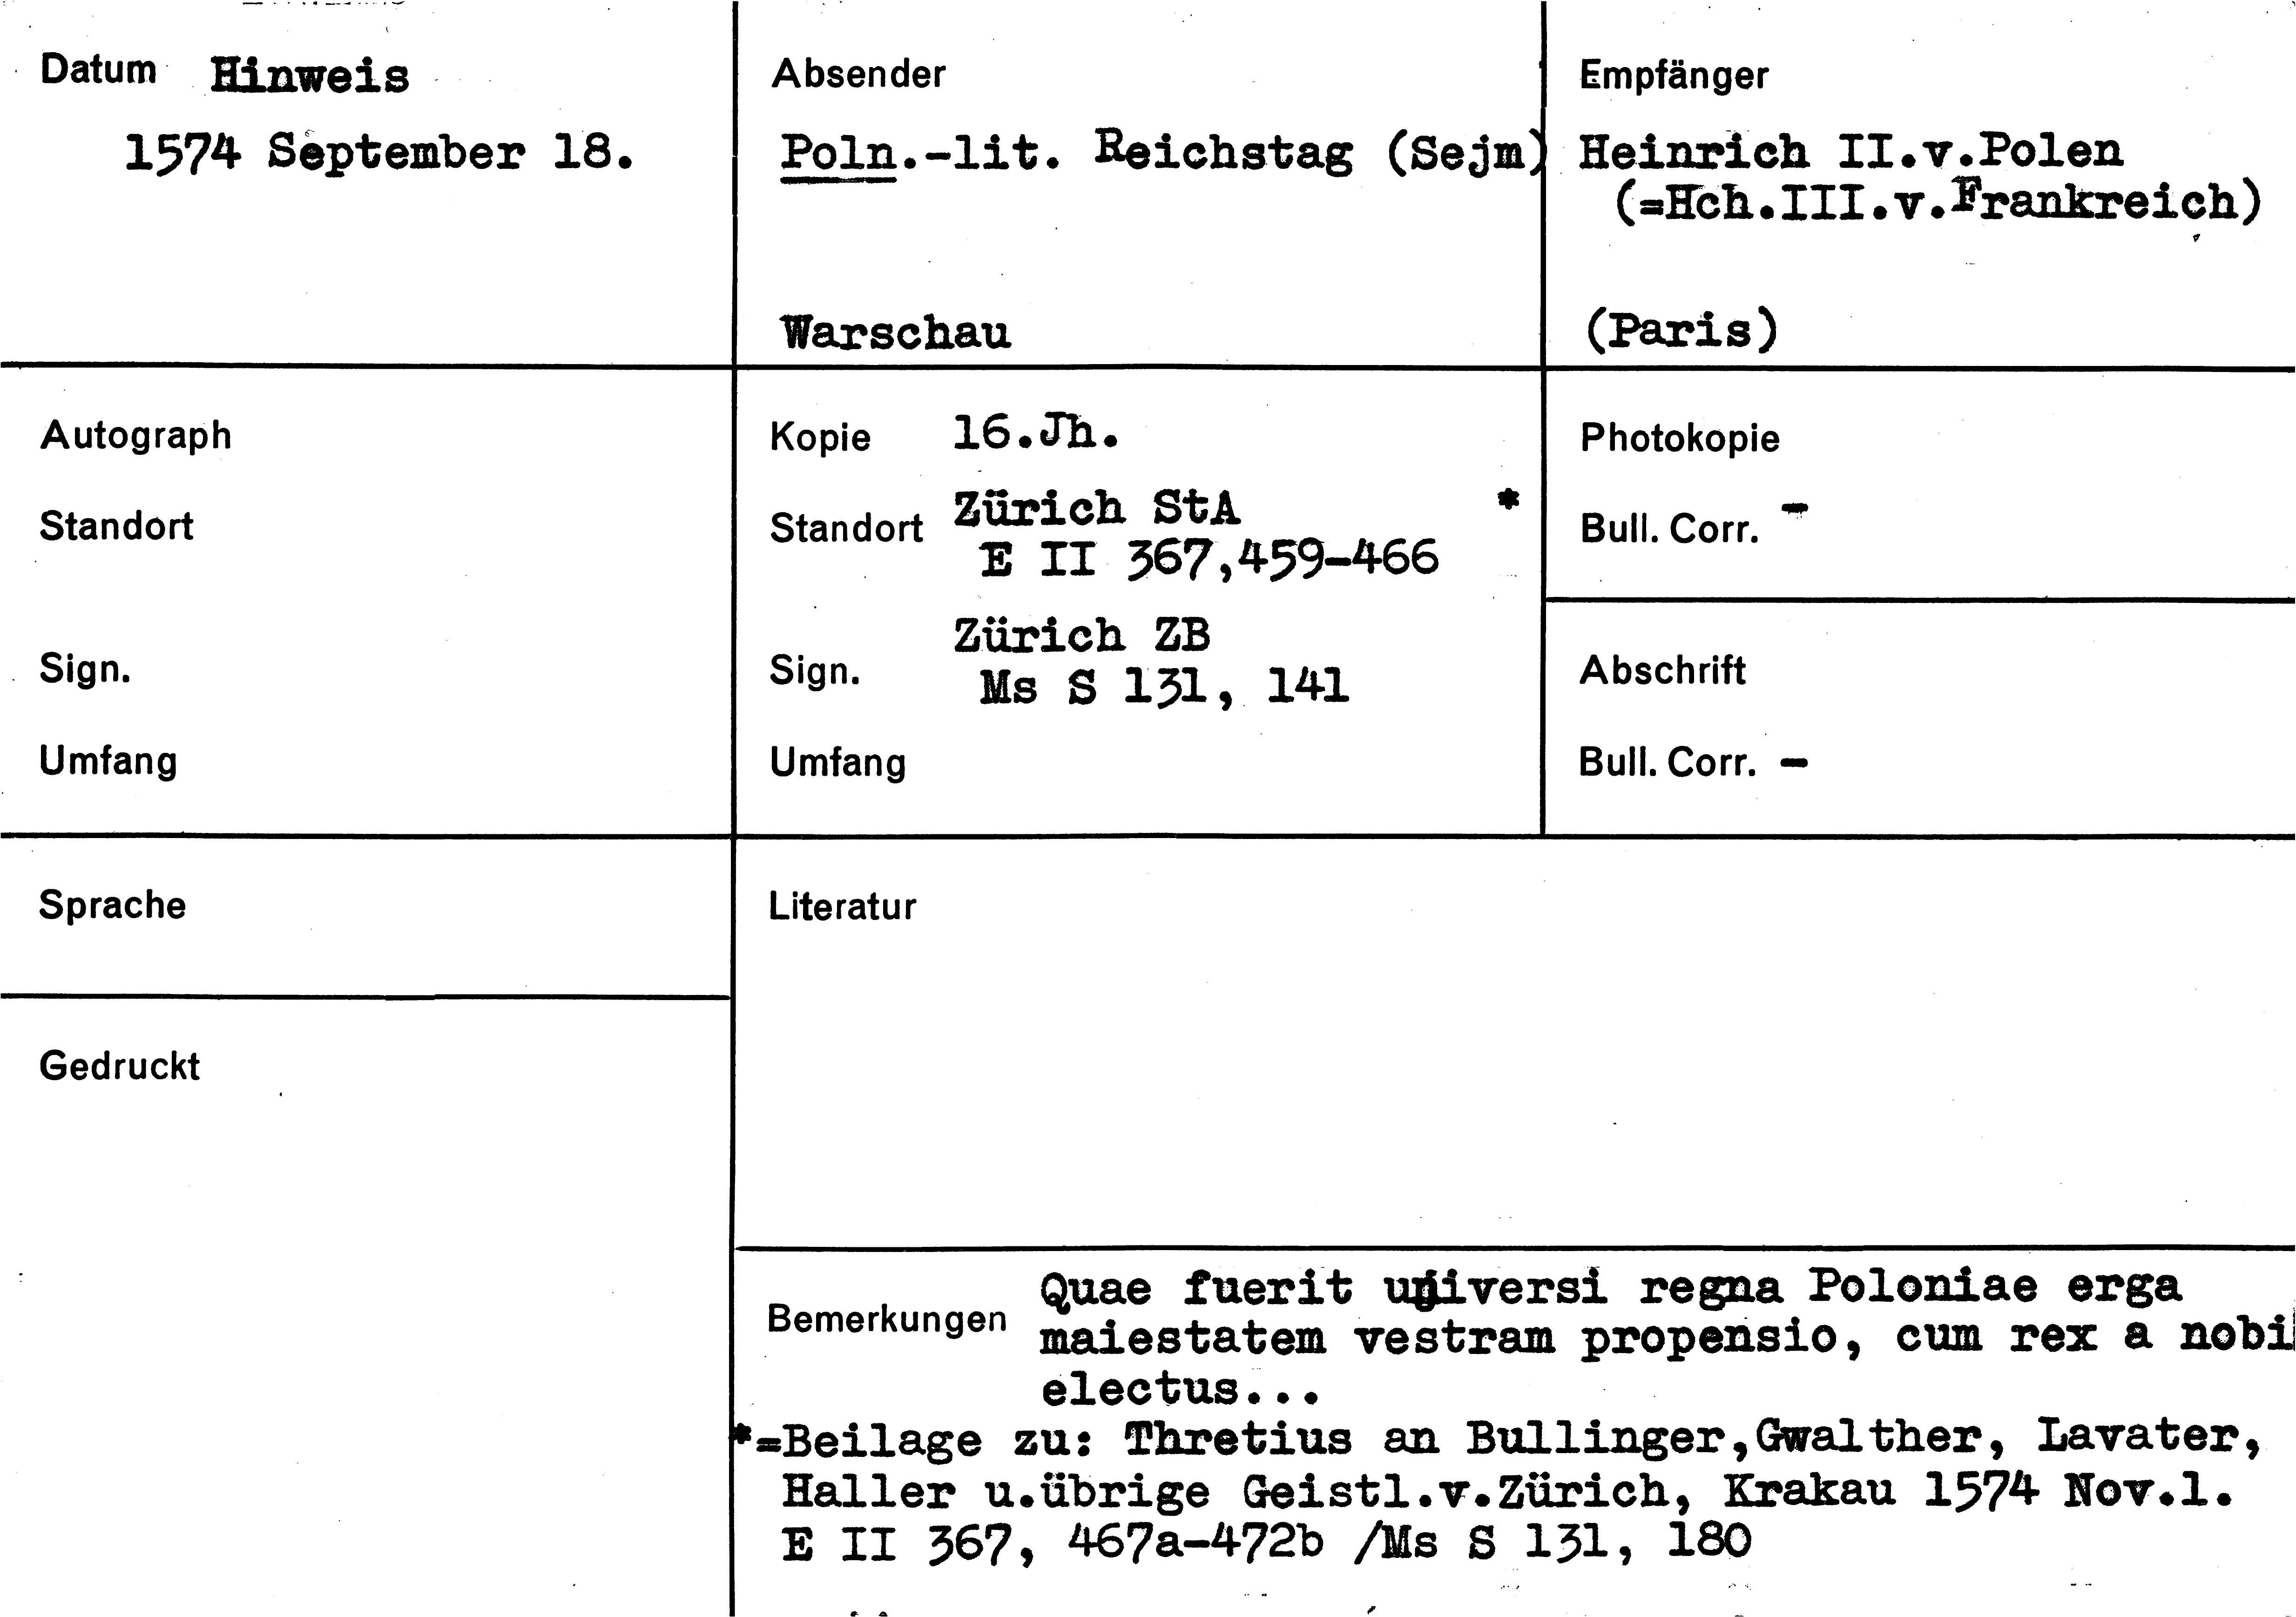 Datum Hinweis
1574 September 18.
Absender
Poln.-lit. Reichstag (Sejm)
Warschau
Empfänger
Heinrich II.v.Polen
(=Hch.III.v.Frankreich)
(Paris)
Autograph
Standort
Sign.
Umfang
Kopie 16.Jh.
Standort Zürich StA *
E II 367,459-466
Zürich ZB
Sign. Ms S 131, 141
Umfang
Photokopie
Bull. Corr. -
Abschrift
Bull. Corr. -
Sprache
Gedruckt
Literatur
Bemerkungen Quae fuerit universi regna Poloniae erga
maiestatem vestram propensio, cum rex a nobi
electus...
*=Beilage zu: Thretius an Bullinger,Gwalther, Lavater,
Haller u.übrige Geistl.v.Zürich, Krakau 1574 Nov.1.
E II 367, 467a-472b /Ms S 131, 180